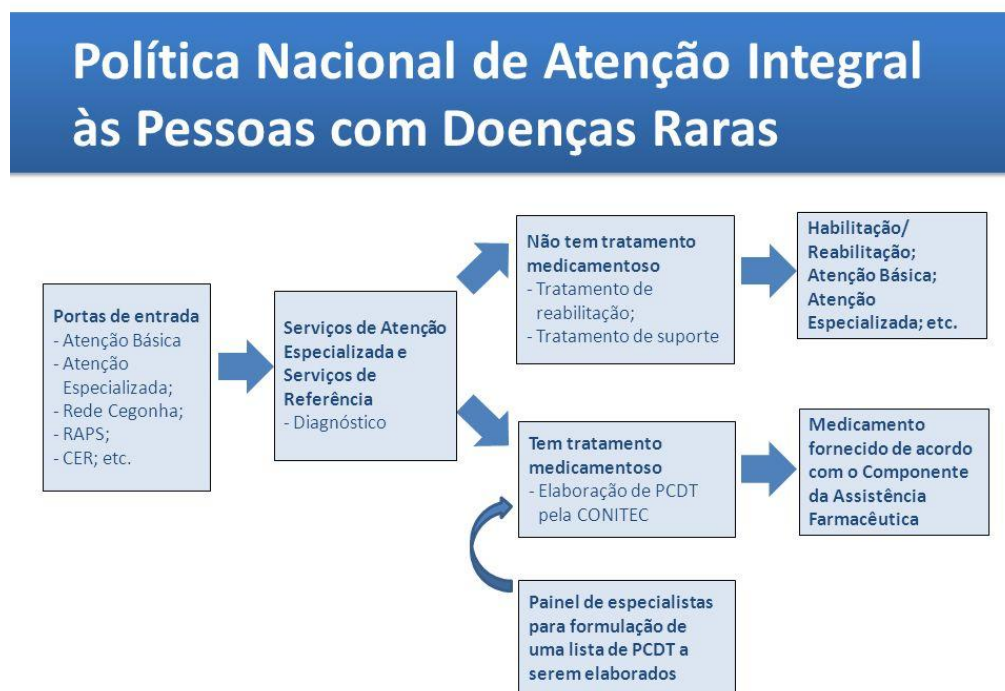 Política Nacional de Atenção Integral
às Pessoas com Doenças Raras
Portas de entrada
- Atenção Básica
- Atenção
Especializada;
- Rede Cegonha;
- RAPS;
- CER; etc.
Serviços de Atenção
Especializada e
Serviços de
Referência
- Diagnóstico
Não tem tratamento
medicamentoso
- Tratamento de
reabilitação;
- Tratamento de suporte
Habilitação/
Reabilitação;
Atenção Básica;
Atenção
Especializada; etc.
Tem tratamento
medicamentoso
- Elaboração de PCDT
pela CONITEC
Medicamento
fornecido de acordo
com o Componente
da Assistência
Farmacêutica
Painel de especialistas
para formulação de
uma lista de PCDT a
serem elaborados